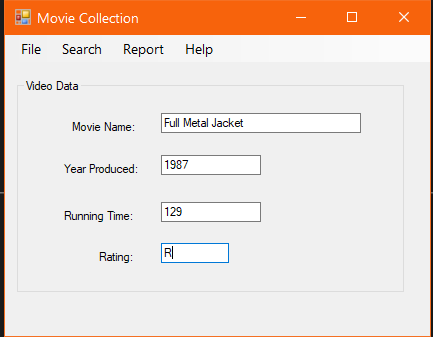 Movie Collection
File Search Report Help
Video Data
Movie Name: Full Metal Jacket
Year Produced: 1987
Running Time: 129
Rating: R